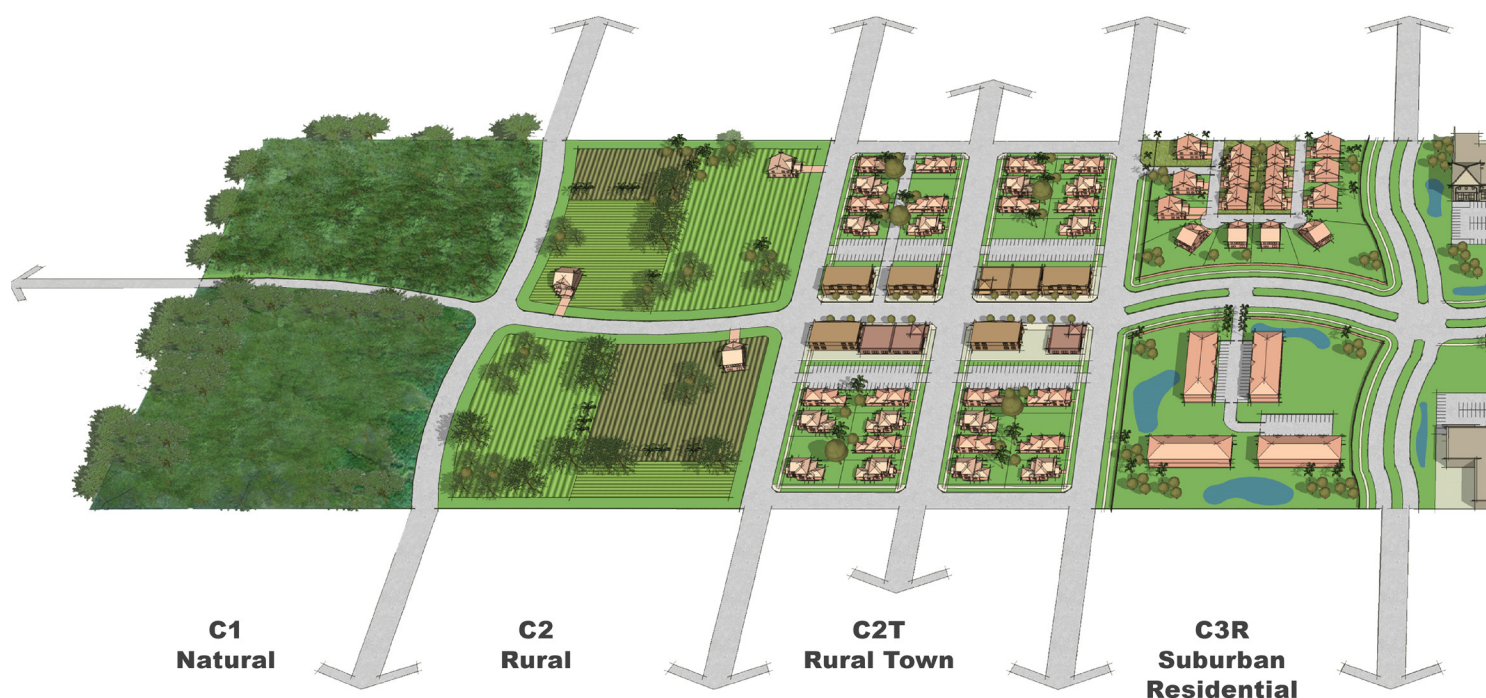 C1
Natural
C2
Rural
C2T
Rural Town
C3R
Suburban
Residential